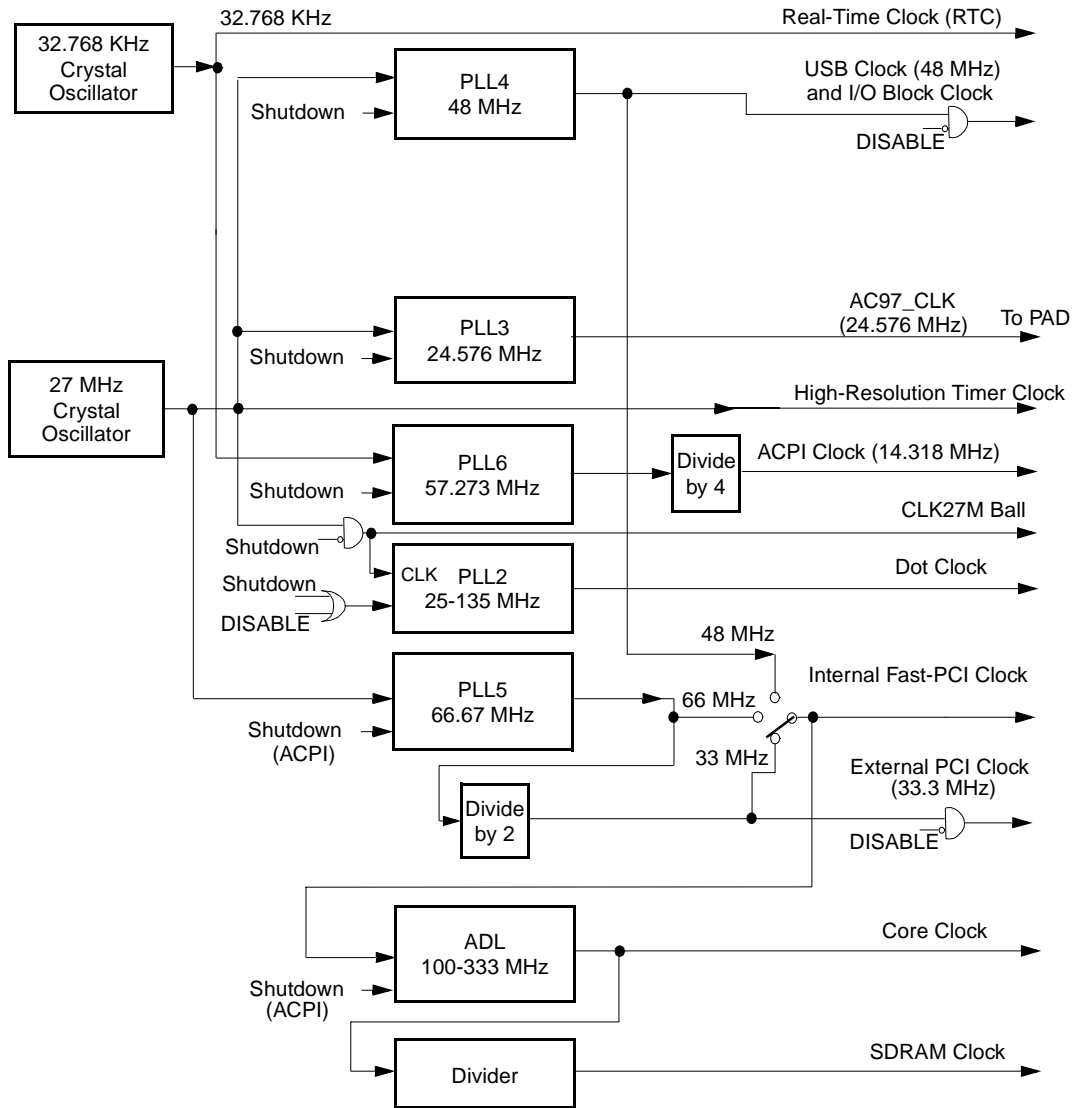 32.768 KHz
Real-Time Clock (RTC)
32.768 KHz
Crystal
Oscillator
PLL4
48 MHz
Shutdown
USB Clock (48 MHz)
and I/O Block Clock
DISABLE
PLL3
24.576 MHz
Shutdown
AC97_CLK
(24.576 MHz)
To PAD
27 MHz
Crystal
Oscillator
High-Resolution Timer Clock
PLL6
57.273 MHz
Shutdown
Divide
by 4
ACPI Clock (14.318 MHz)
Shutdown
CLK27M Ball
Shutdown
DISABLE
CLK
PLL2
25-135 MHz
Dot Clock
48 MHz
PLL5
66.67 MHz
Shutdown
(ACPI)
66 MHz
Internal Fast-PCI Clock
33 MHz
Divide
by 2
External PCI Clock
(33.3 MHz)
DISABLE
ADL
100-333 MHz
Shutdown
(ACPI)
Core Clock
Divider
SDRAM Clock